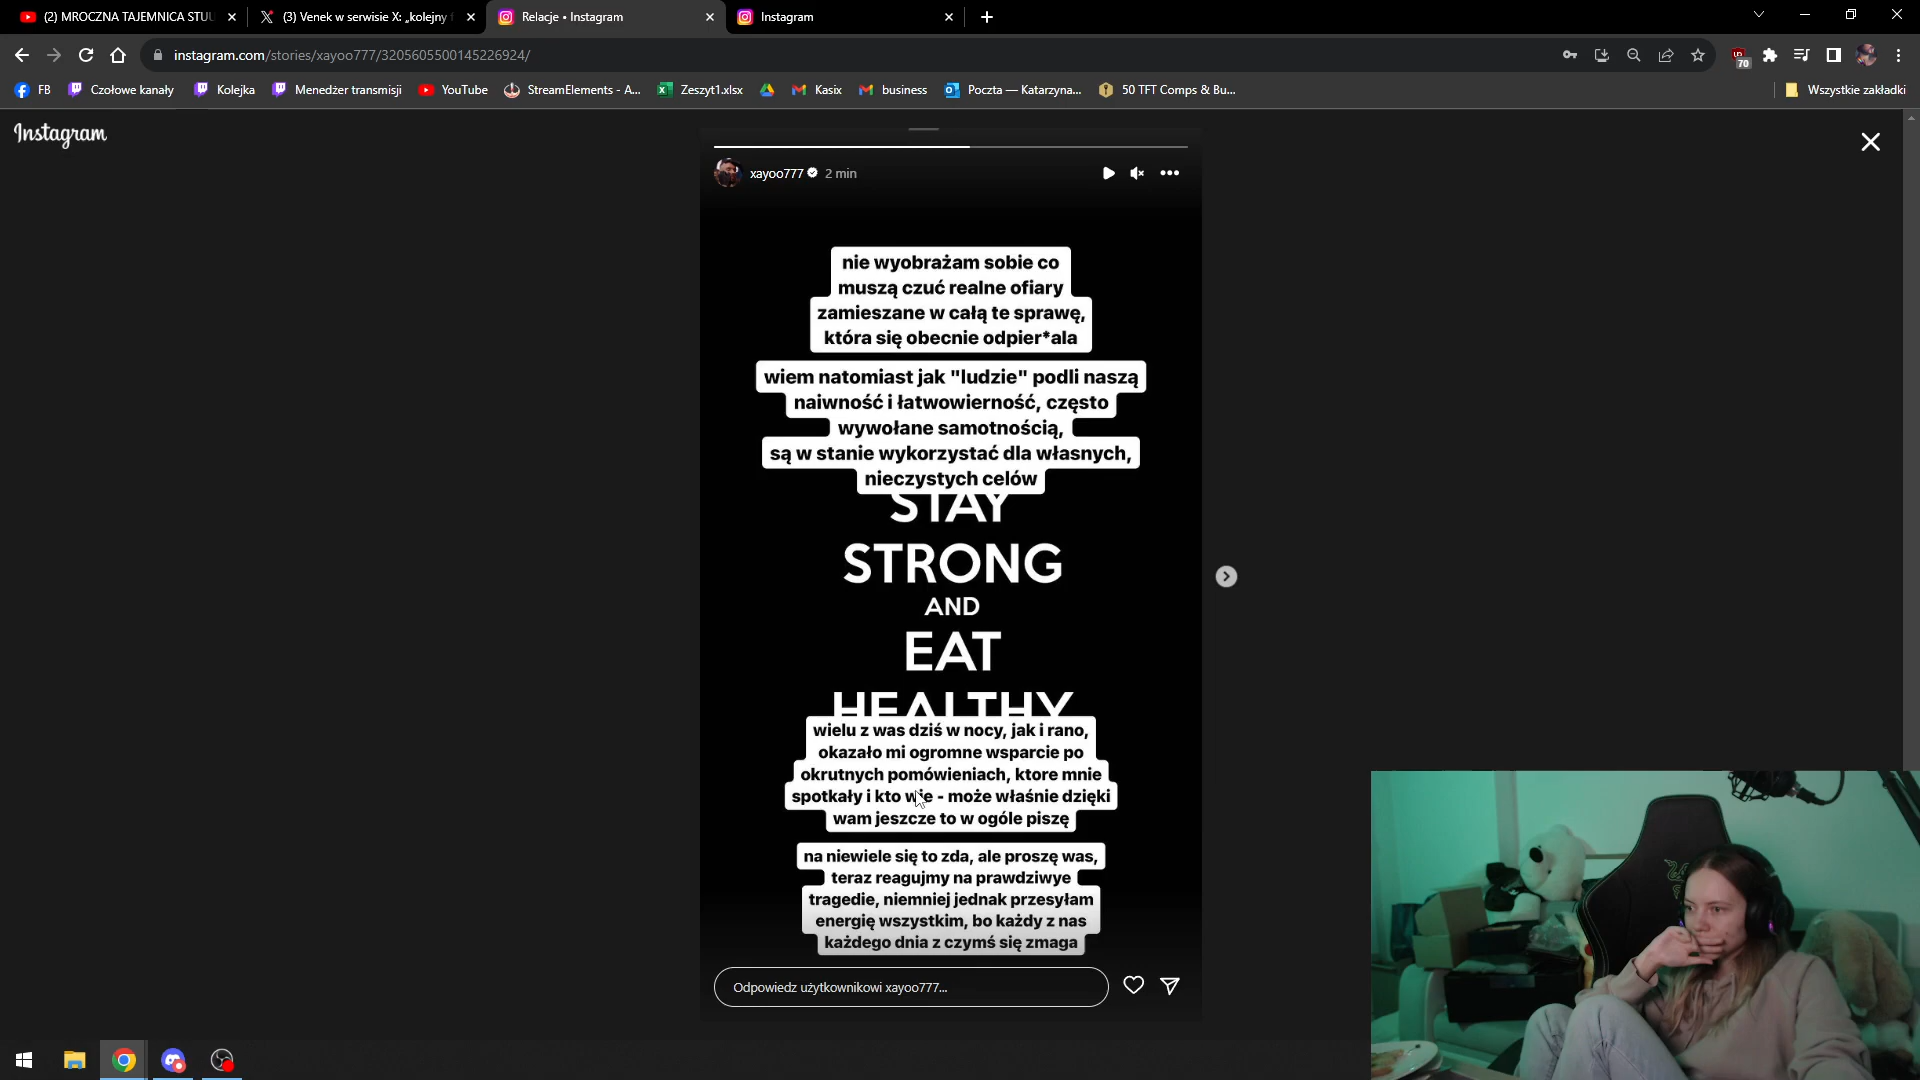 (2) MROCZNA TAJEMNICA STUU
(3) Venek w serwisie X: „kolejny
Relacje • Instagram
Instagram
instagram.com/stories/xayoo777/3205605500145226924/
70
FB
Czołowe kanały
Kolejka
Menedżer transmisji
YouTube
StreamElements - A...
Zeszyt1.xlsx
Kasix
business
Poczta — Katarzyna...
50 TFT Comps & Bu...
Wszystkie zakładki
Instagram
xayoo777 2 min
nie wyobrażam sobie co
muszą czuć realne ofiary
zamieszane w całą te sprawę,
która się obecnie odpier*ala
wiem natomiast jak "ludzie" podli naszą
naiwność i łatwowierność, często
wywołane samotnością,
są w stanie wykorzystać dla własnych,
nieczystych celów
STAY
STRONG
AND
EAT
HEALTHY
wielu z was dziś w nocy, jak i rano,
okazało mi ogromne wsparcie po
okrutnych pomówieniach, ktore mnie
spotkały i kto wie - może właśnie dzięki
wam jeszcze to w ogóle piszę
na niewiele się to zda, ale proszę was,
teraz reagujmy na prawdziwye
tragedie, niemniej jednak przesyłam
energię wszystkim, bo każdy z nas
każdego dnia z czymś się zmaga
Odpowiedz użytkownikowi xayoo777...